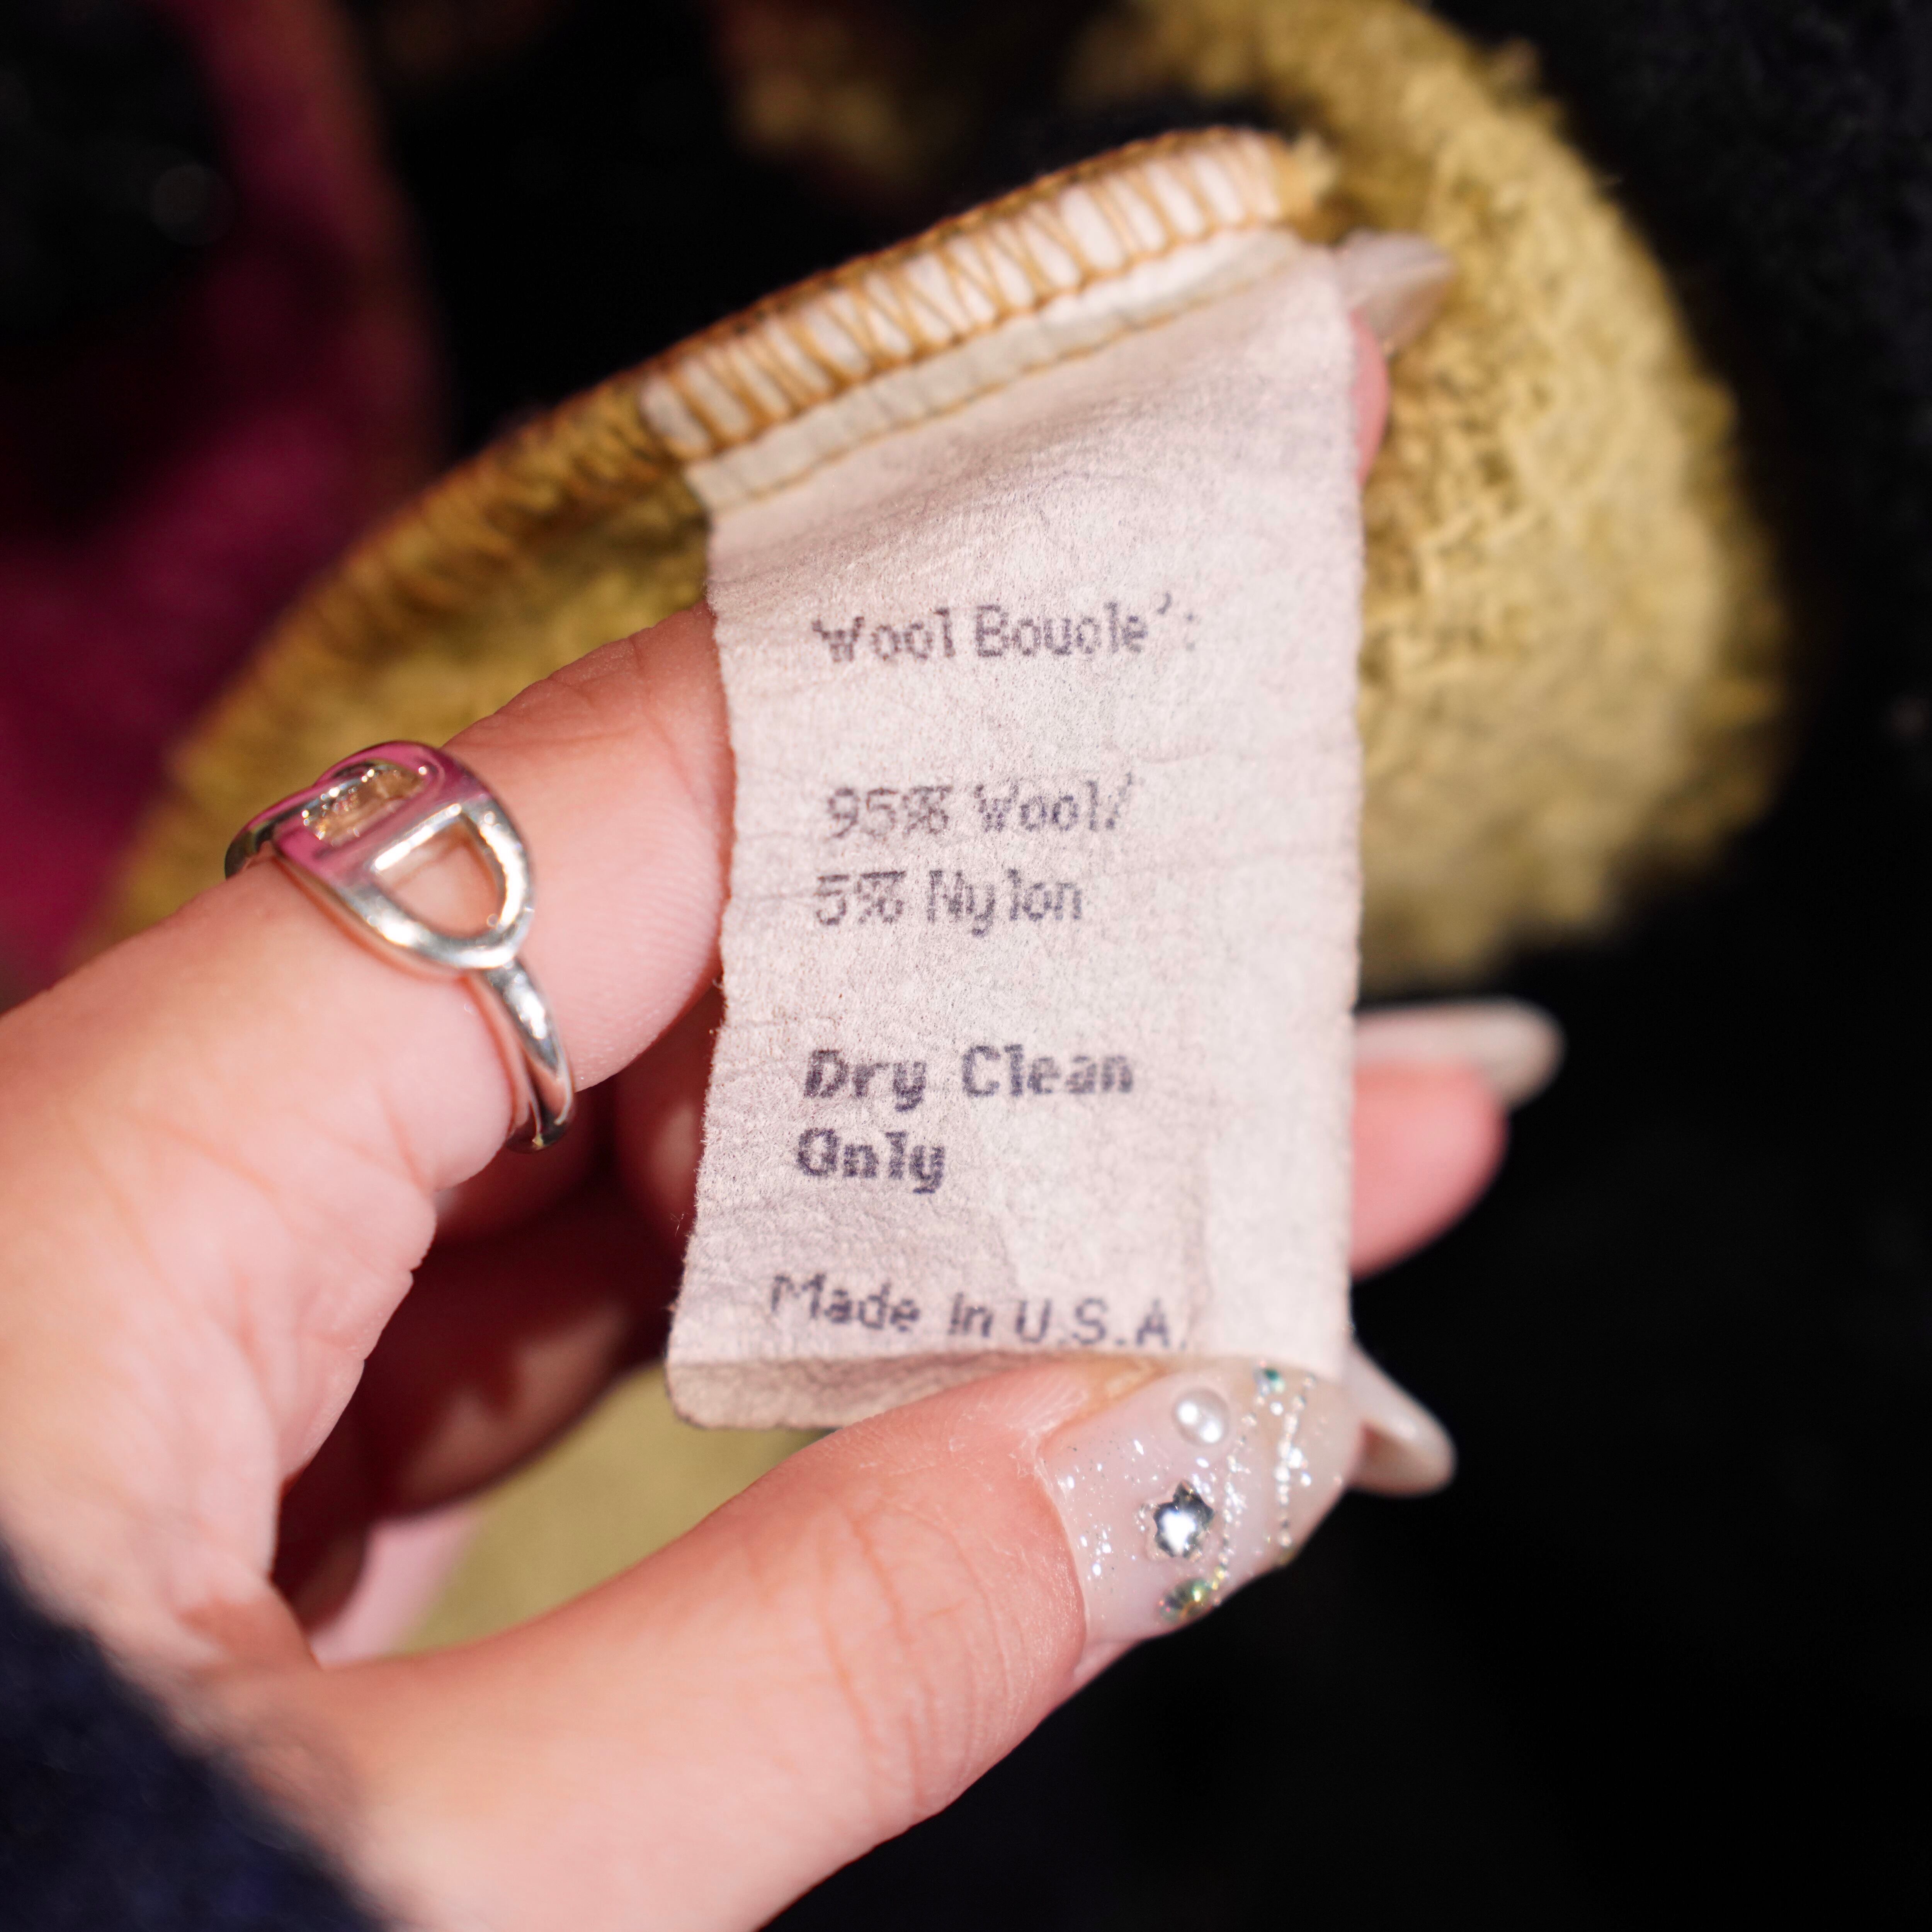 Wool Boucle':
95% Wool/
5% Nylon
Dry Clean
Only
Made in U.S.A.